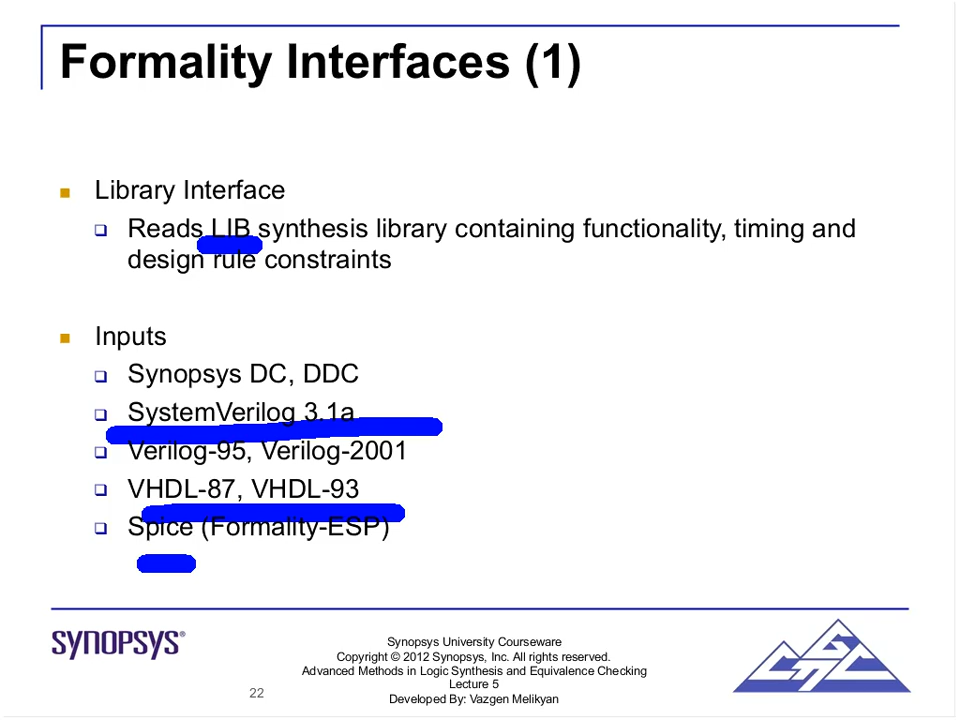 Formality Interfaces (1)
Library Interface
Reads LIB synthesis library containing functionality, timing and
design rule constraints
Inputs
Synopsys DC, DDC
SystemVerilog 3.1a
Verilog-95, Verilog-2001
VHDL-87, VHDL-93
Spice (Formality-ESP)
SYNOPSYS®
Synopsys University Courseware
Copyright © 2012 Synopsys, Inc. All rights reserved.
Advanced Methods in Logic Synthesis and Equivalence Checking
Lecture 5
22
Developed By: Vazgen Melikyan